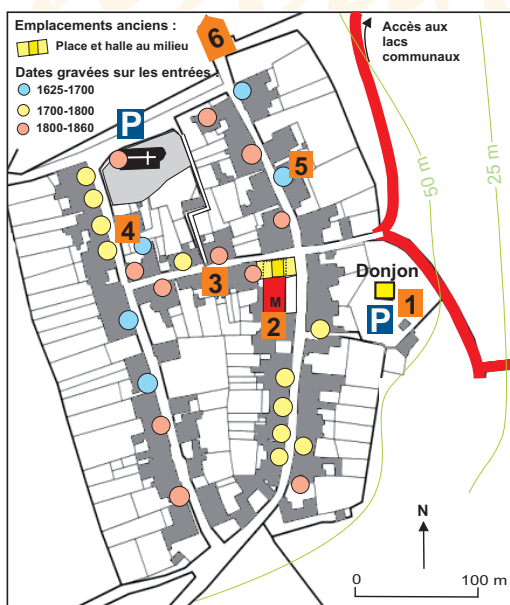 Emplacements anciens :
Place et halle au milieu
Dates gravées sur les entrées :
1625-1700
1700-1800
1800-1860
6
Accès aux
lacs
communaux
P
5
50 m
25 m
4
3
Donjon
1
M
P
2
N
0
100 m